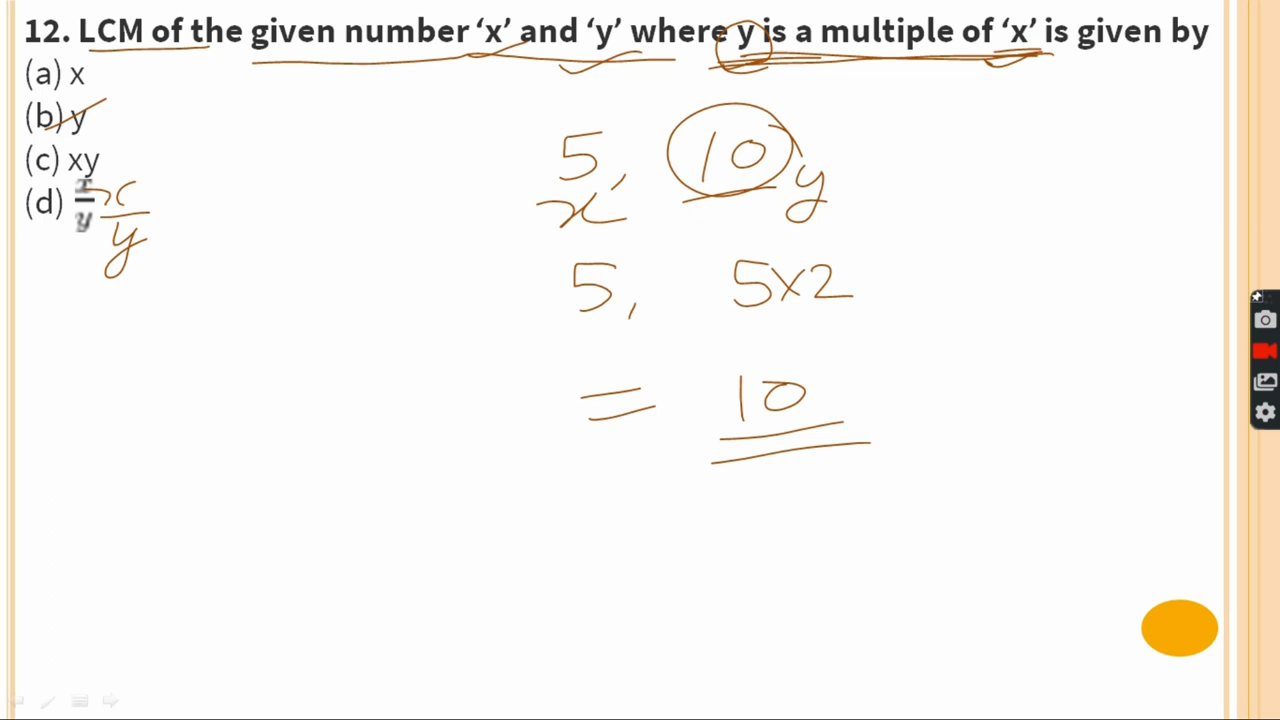 12. LCM of the given number ‘x’ and ‘y’ where y is a multiple of ‘x’ is given by
(a) x
(b) y
(c) xy
(d) x/y x/y
5, 10
x y
5, 5x2
= 10